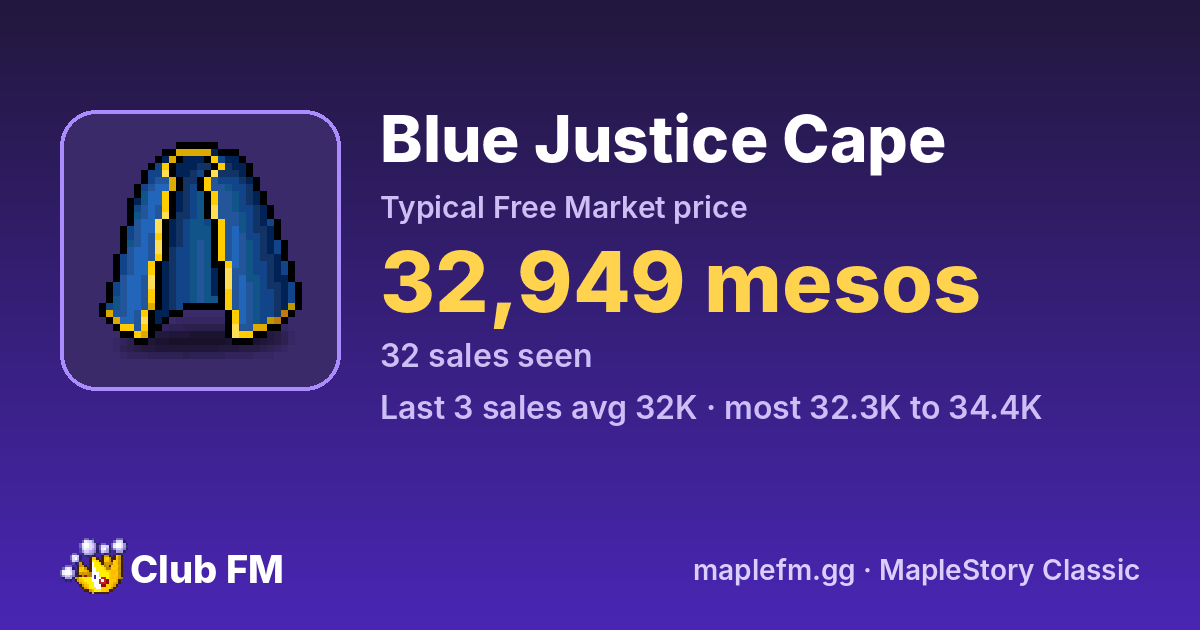 Blue Justice Cape
Typical Free Market price
32,949 mesos
32 sales seen
Last 3 sales avg 32K · most 32.3K to 34.4K
Club FM
maplefm.gg · MapleStory Classic